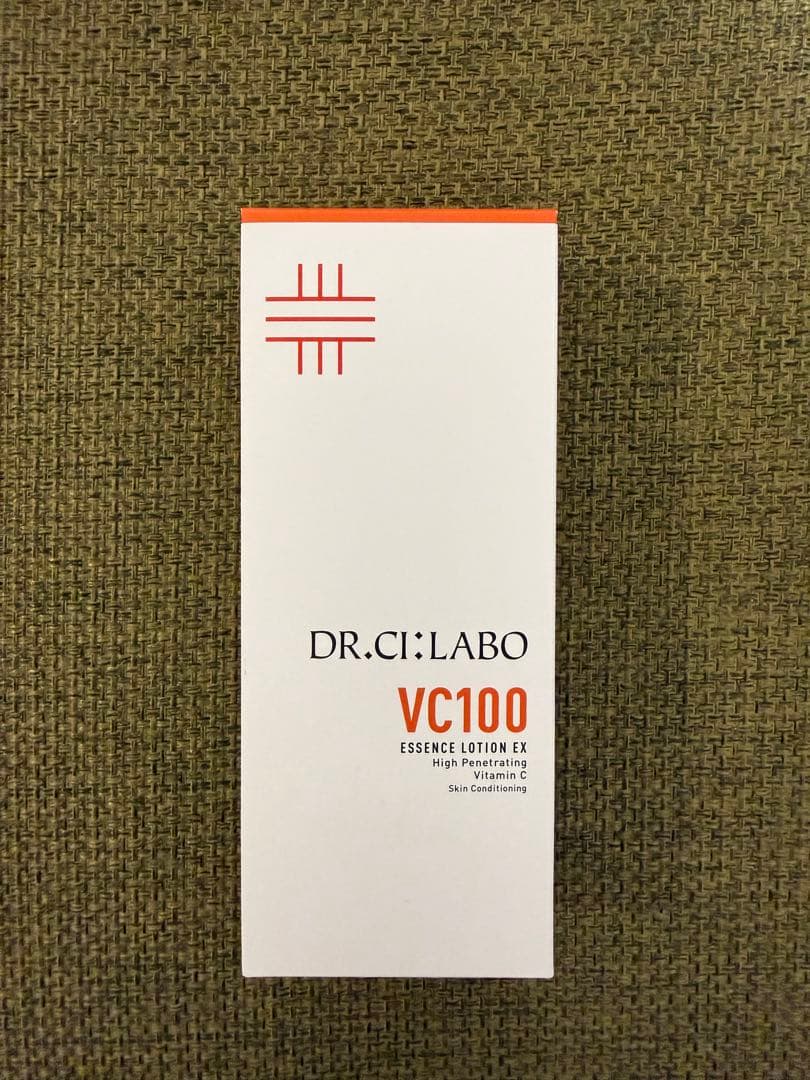 DR.CI:LABO
VC100
ESSENCE LOTION EX
High Penetrating
Vitamin C
Skin Conditioning